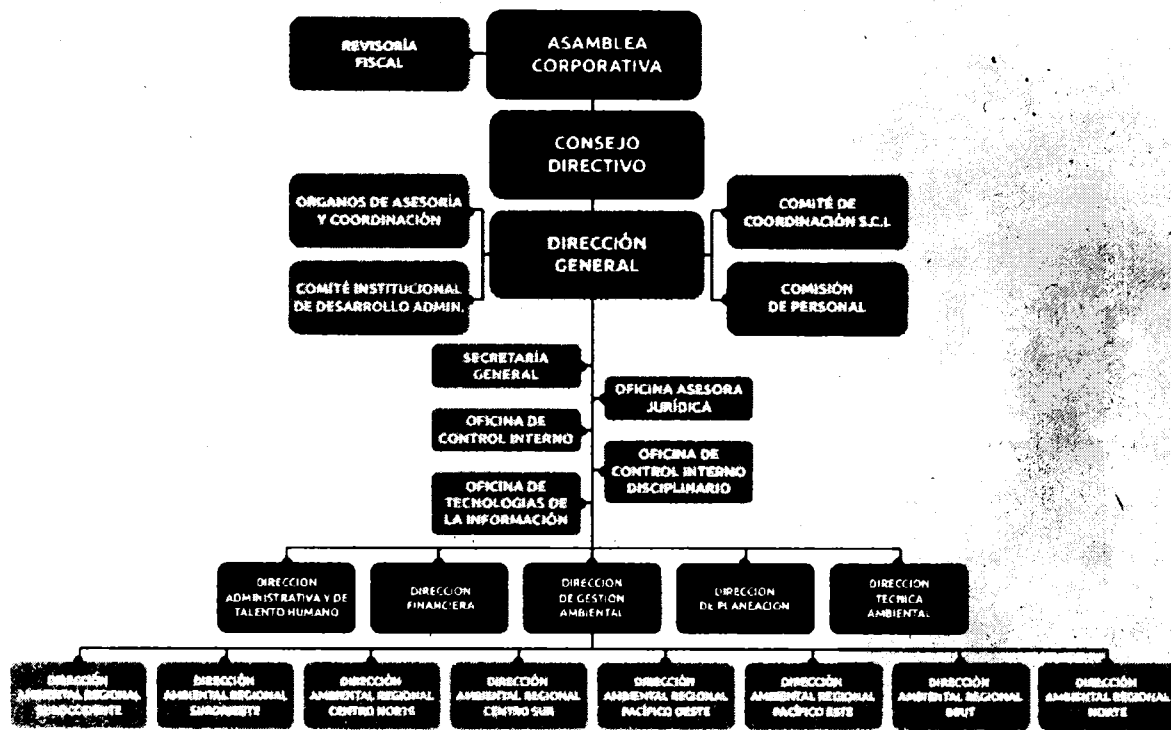 REVISORÍA
FISCAL
ASAMBLEA
CORPORATIVA
CONSEJO
DIRECTIVO
ORGANOS DE ASESORÍA
Y COORDINACIÓN
COMITÉ DE
COORDINACIÓN S.C.I.
DIRECCIÓN
GENERAL
COMITÉ INSTITUCIONAL
DE DESARROLLO ADMIN.
COMISIÓN
DE PERSONAL
SECRETARÍA
GENERAL
OFICINA ASESORA
JURÍDICA
OFICINA DE
CONTROL INTERNO
OFICINA DE
CONTROL INTERNO
DISCIPLINARIO
OFICINA DE
TECNOLOGIAS DE
LA INFORMACIÓN
DIRECCION
ADMINISTRATIVA Y DE
TALENTO HUMANO
DIRECCION
FINANCIERA
DIRECCION
DE GESTION
AMBIENTAL
DIRECCION
DE PLANEACION
DIRECCION
TECNICA
AMBIENTAL
DIRECCIÓN
AMBIENTAL REGIONAL
SUROCCIDENTE
DIRECCIÓN
AMBIENTAL REGIONAL
SURORIENTE
DIRECCIÓN
AMBIENTAL REGIONAL
CENTRO NORTE
DIRECCIÓN
AMBIENTAL REGIONAL
CENTRO SUR
DIRECCIÓN
AMBIENTAL REGIONAL
PACÍFICO OESTE
DIRECCIÓN
AMBIENTAL REGIONAL
PACÍFICO ESTE
DIRECCIÓN
AMBIENTAL REGIONAL
BRUT
DIRECCIÓN
AMBIENTAL REGIONAL
NORTE